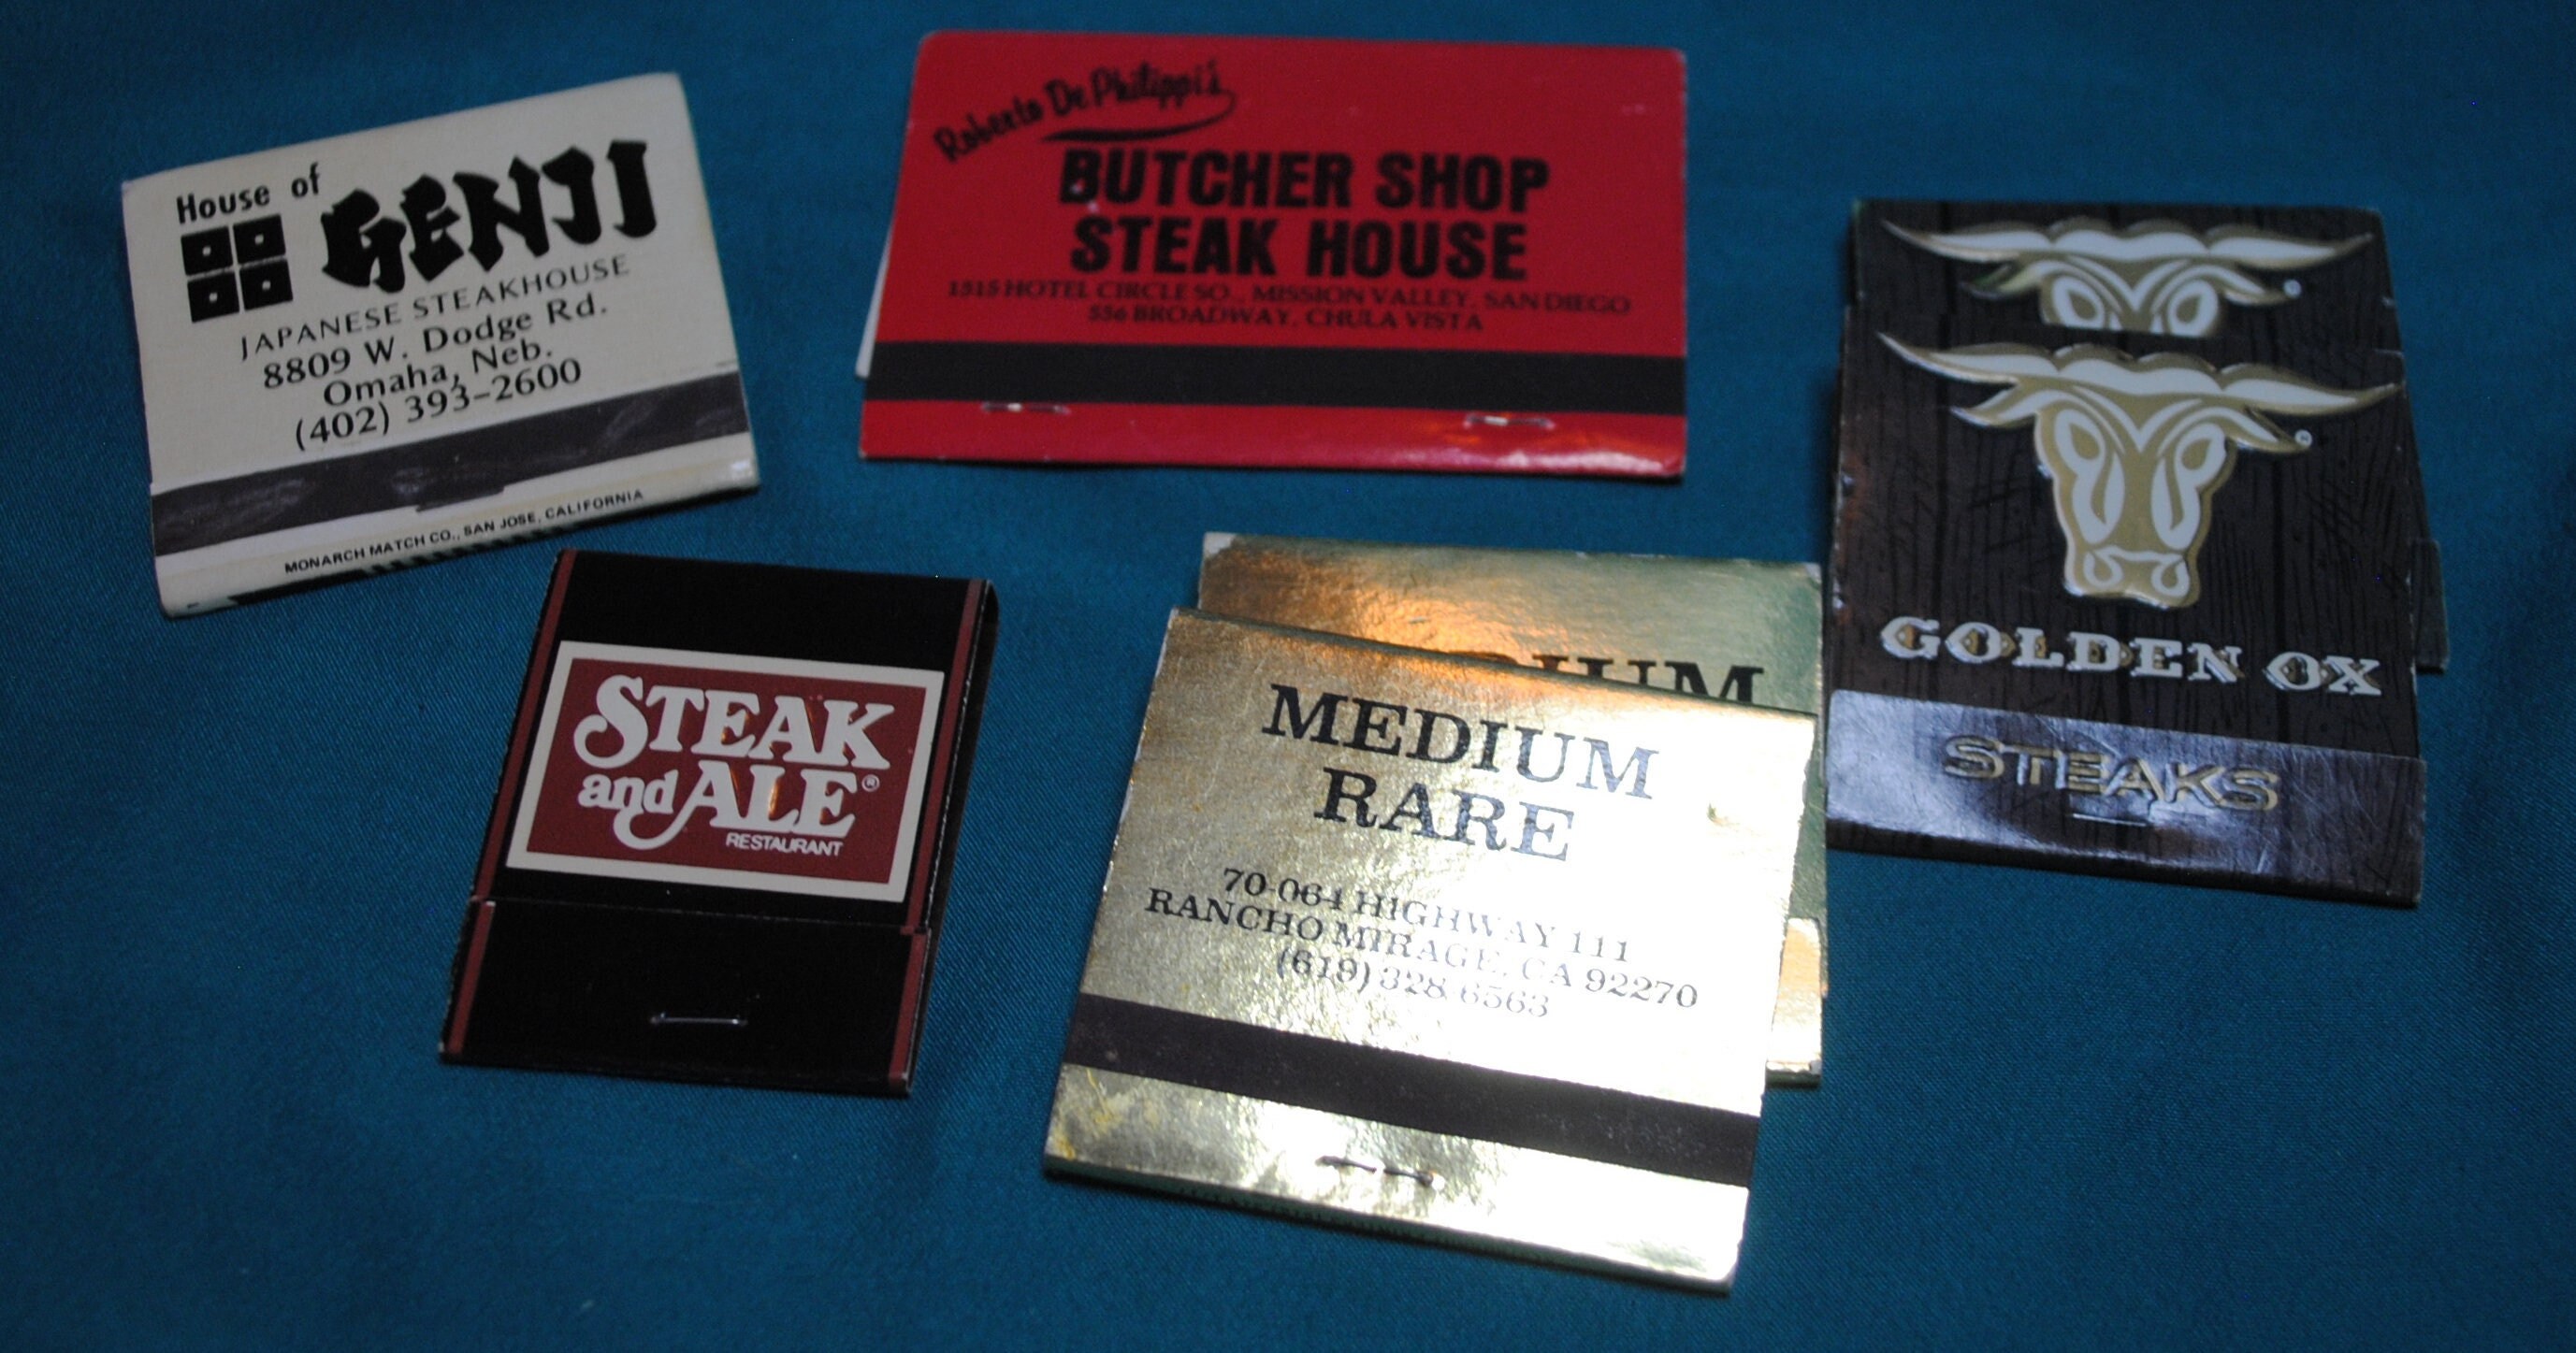 House of
GENJI
JAPANESE STEAKHOUSE
8809 W. Dodge Rd.
Omaha, Neb.
(402) 393-2600
MONARCH MATCH CO., SAN JOSE, CALIFORNIA
Roberto De Philippi's
BUTCHER SHOP
STEAK HOUSE
1515 HOTEL CIRCLE SO., MISSION VALLEY, SAN DIEGO
556 BROADWAY, CHULA VISTA
®
®
GOLDEN OX
STEAKS
STEAK
and ALE®
RESTAURANT
MEDIUM
RARE
70-064 HIGHWAY 111
RANCHO MIRAGE, CA 92270
(619) 328-6563